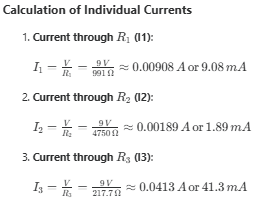 Calculation of Individual Currents
1. Current through R₁ (I1):
I₁ = V/R₁ = 9 V/991 Ω ≈ 0.00908 A or 9.08 mA
2. Current through R₂ (I2):
I₂ = V/R₂ = 9 V/4750 Ω ≈ 0.00189 A or 1.89 mA
3. Current through R₃ (I3):
I₃ = V/R₃ = 9 V/217.7 Ω ≈ 0.0413 A or 41.3 mA